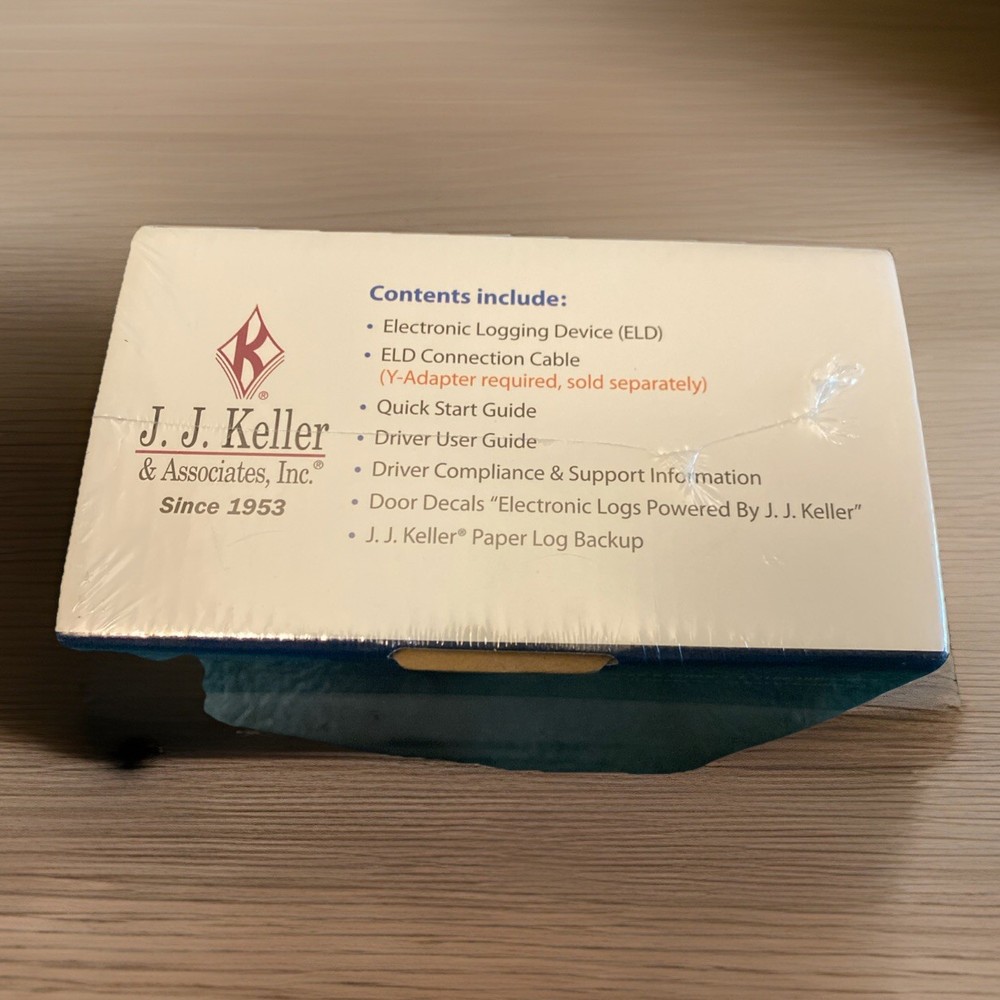 K®
J. J. Keller
& Associates, Inc.®
Since 1953
Contents include:
• Electronic Logging Device (ELD)
• ELD Connection Cable
(Y-Adapter required, sold separately)
• Quick Start Guide
• Driver User Guide
• Driver Compliance & Support Information
• Door Decals “Electronic Logs Powered By J. J. Keller”
• J. J. Keller® Paper Log Backup